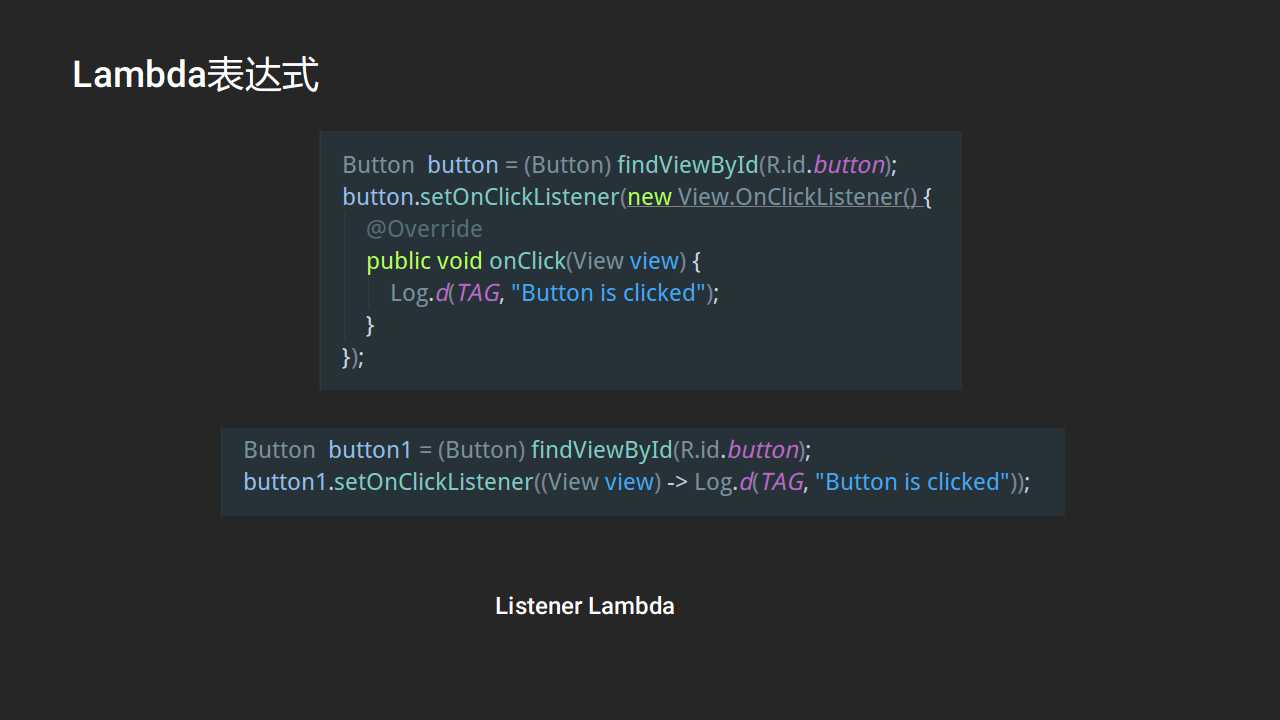 Lambda表达式
Button  button = (Button) findViewById(R.id.button);
button.setOnClickListener(new View.OnClickListener() {
    @Override
    public void onClick(View view) {
        Log.d(TAG, "Button is clicked");
    }
});
Button  button1 = (Button) findViewById(R.id.button);
button1.setOnClickListener((View view) -> Log.d(TAG, "Button is clicked"));
Listener Lambda